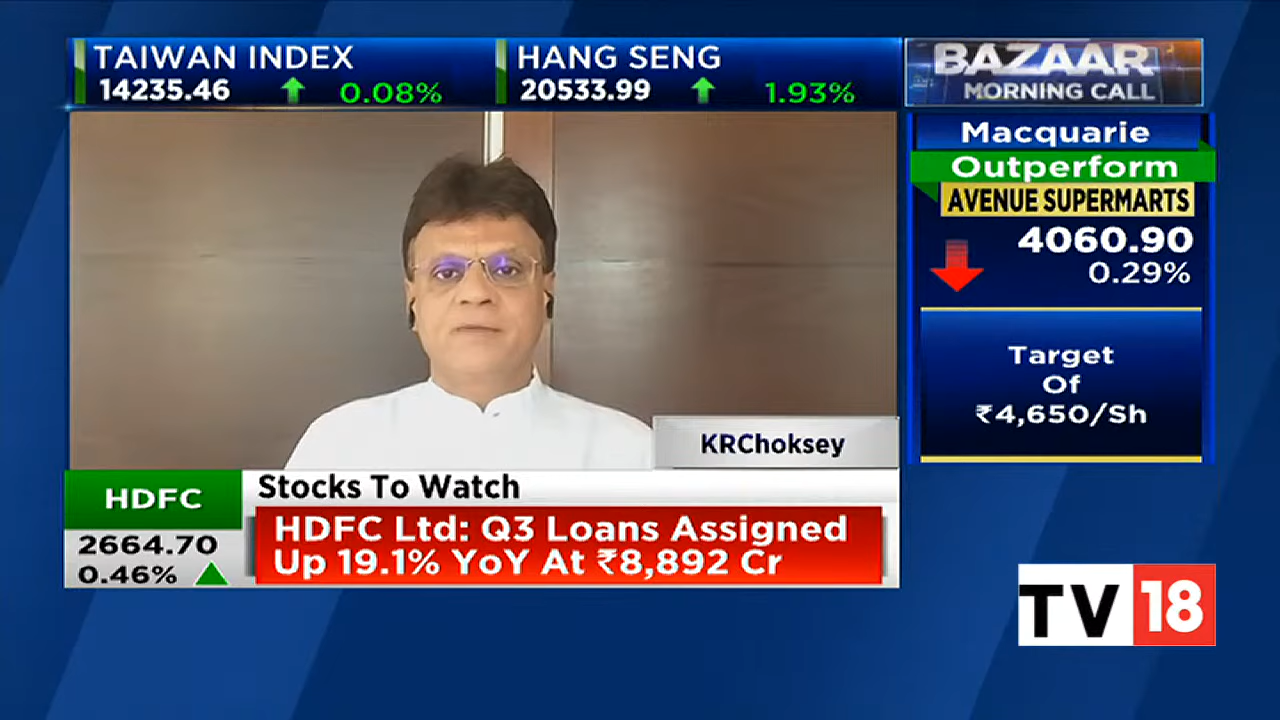 TAIWAN INDEX
14235.46 0.08%
HANG SENG
20533.99 1.93%
BAZAAR
MORNING CALL
Macquarie
Outperform
AVENUE SUPERMARTS
4060.90
0.29%
Target
Of
₹4,650/Sh
KRChoksey
HDFC
2664.70
0.46%
Stocks To Watch
HDFC Ltd: Q3 Loans Assigned
Up 19.1% YoY At ₹8,892 Cr
TV18